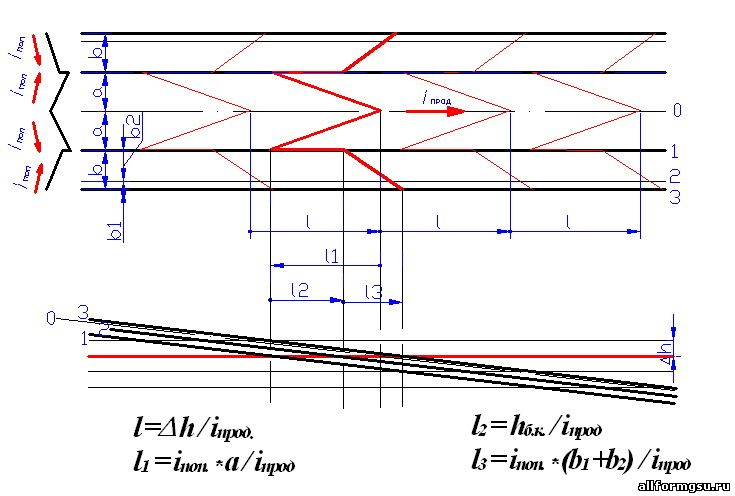 i поп
i поп
i поп
i поп
b
a
a
b
b2
b1
i прод
0
1
2
3
l
l
l
l1
l2
l3
0
3
2
1
Δh
l=Δh/iпрод.
l1=iпоп.*a/iпрод
l2=hб.к./iпрод
l3=iпоп.*(b1+b2)/iпрод
allformgsu.ru